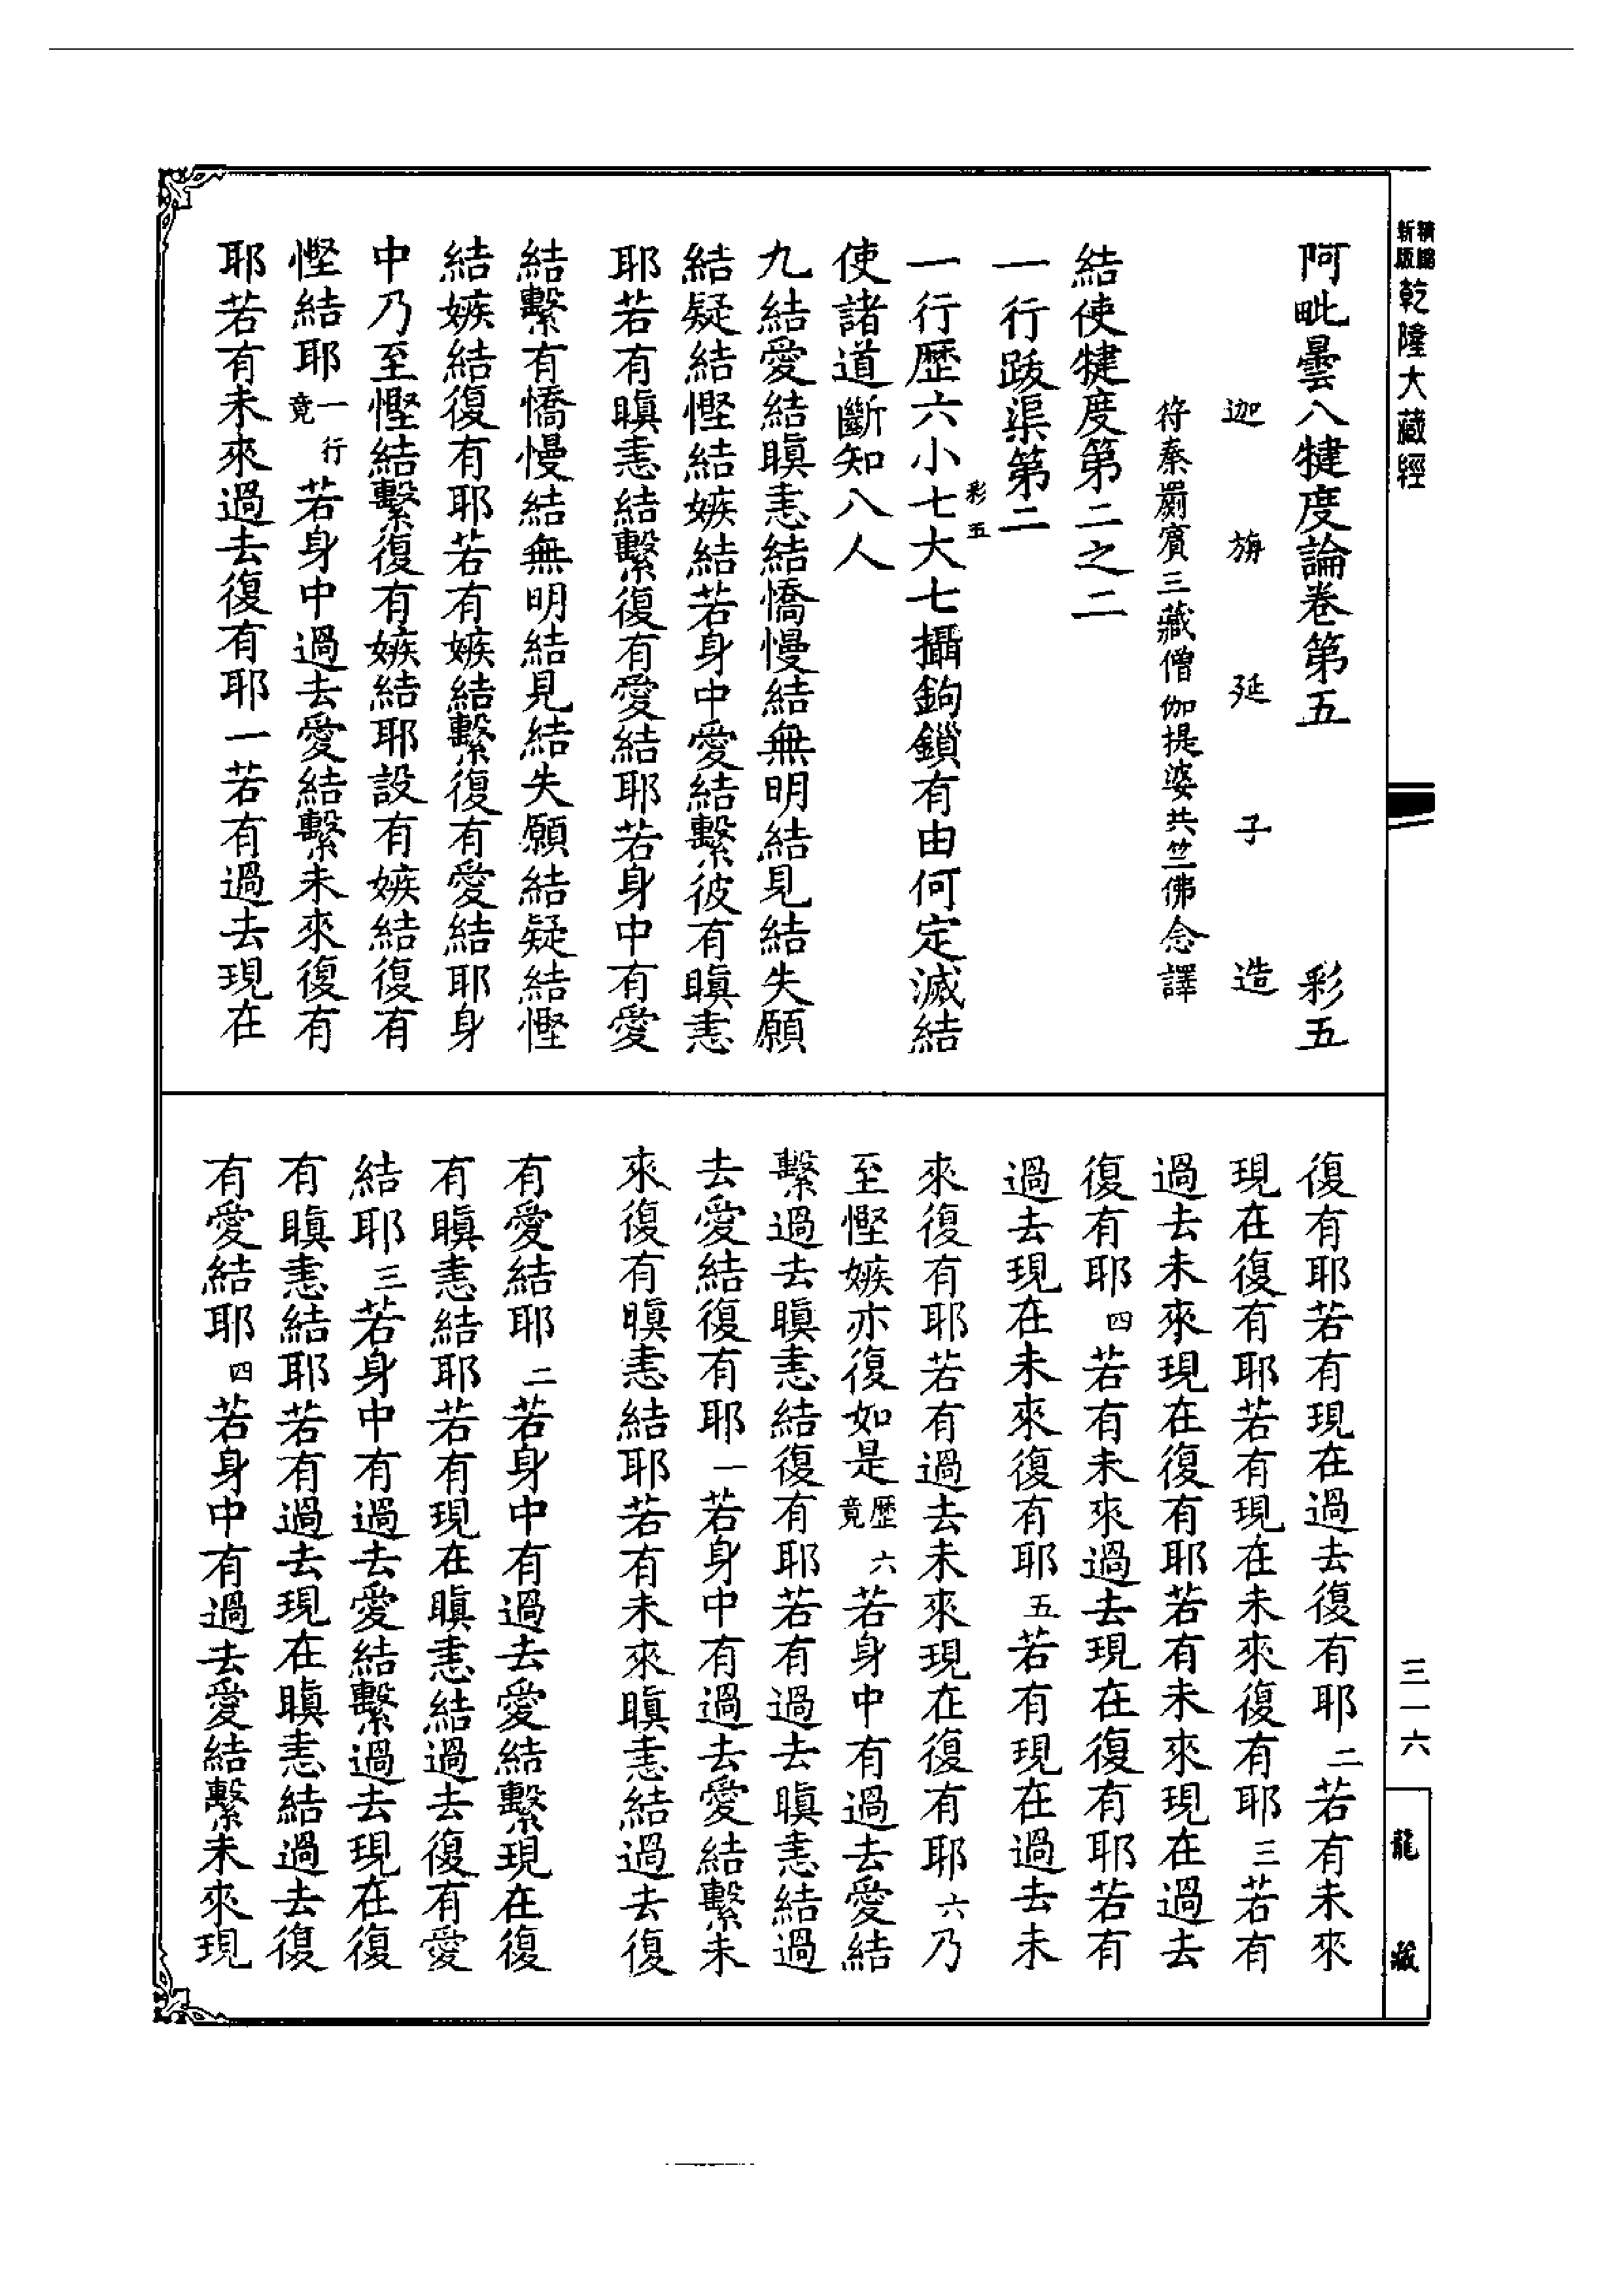 精縮新版乾隆大藏經
阿毗曇八犍度論卷第五　彩五
迦旃延子造
符秦罽賓三藏僧伽提婆共竺佛念譯
結使犍度第二之二
一行跋渠第二
彩五
一行歷六小七大七攝鉤鎖有由何定滅結
使諸道斷知八人
九結愛結瞋恚結憍慢結無明結見結失願
結疑結慳結嫉結若身中愛結繫彼有瞋恚
耶若有瞋恚結繫復有愛結耶若身中有愛
結繫有憍慢結無明結見結失願結疑結慳
結嫉結復有耶若有嫉結繫復有愛結耶身
中乃至慳結繫復有嫉結耶設有嫉結復有
慳結耶一行竟若身中過去愛結繫未來復有
耶若有未來過去復有耶一若有過去現在
復有耶若有現在過去復有耶二若有未來
現在復有耶若有現在未來復有耶三若有
過去未來現在復有耶若有未來現在過去
復有耶四若有未來過去現在復有耶若有
過去現在未來復有耶五若有現在過去未
來復有耶若有過去未來現在復有耶六乃
至慳嫉亦復如是歷六竟若身中有過去愛結
繫過去瞋恚結復有耶若有過去瞋恚結過
去愛結復有耶一若身中有過去愛結繫未
來復有瞋恚結耶若有未來瞋恚結過去復
有愛結耶二若身中有過去愛結繫現在復
有瞋恚結耶若有現在瞋恚結過去復有愛
結耶三若身中有過去愛結繫過去現在復
有瞋恚結耶若有過去現在瞋恚結過去復
有愛結耶四若身中有過去愛結繫未來現
三一六
龍藏